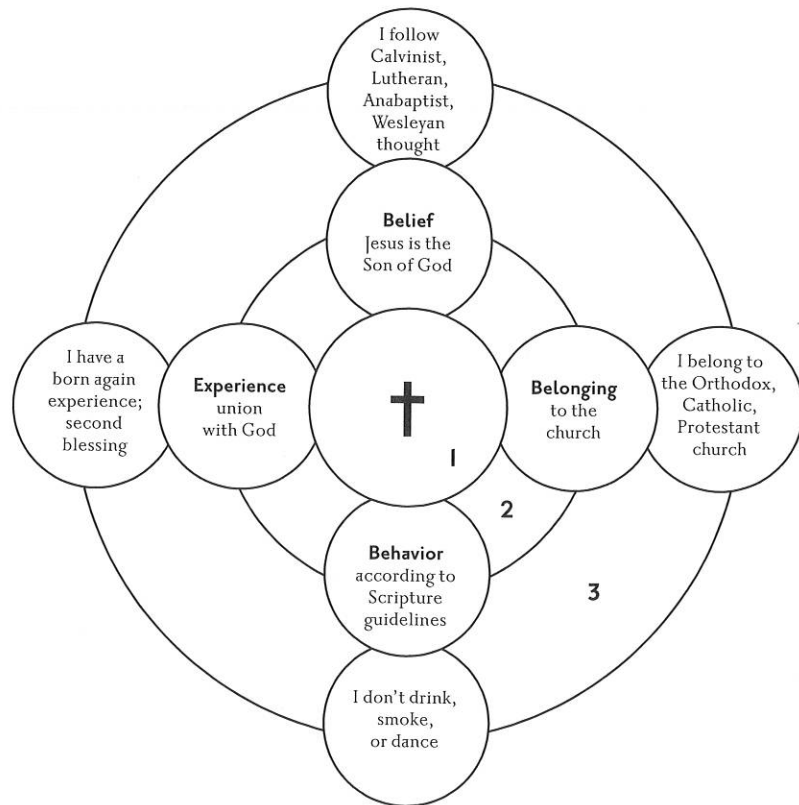 I follow
Calvinist,
Lutheran,
Anabaptist,
Wesleyan
thought
Belief
Jesus is the
Son of God
I have a
born again
experience;
second
blessing
Experience
union
with God
1
Belonging
to the
church
I belong to
the Orthodox,
Catholic,
Protestant
church
2
Behavior
according to
Scripture
guidelines
3
I don't drink,
smoke,
or dance